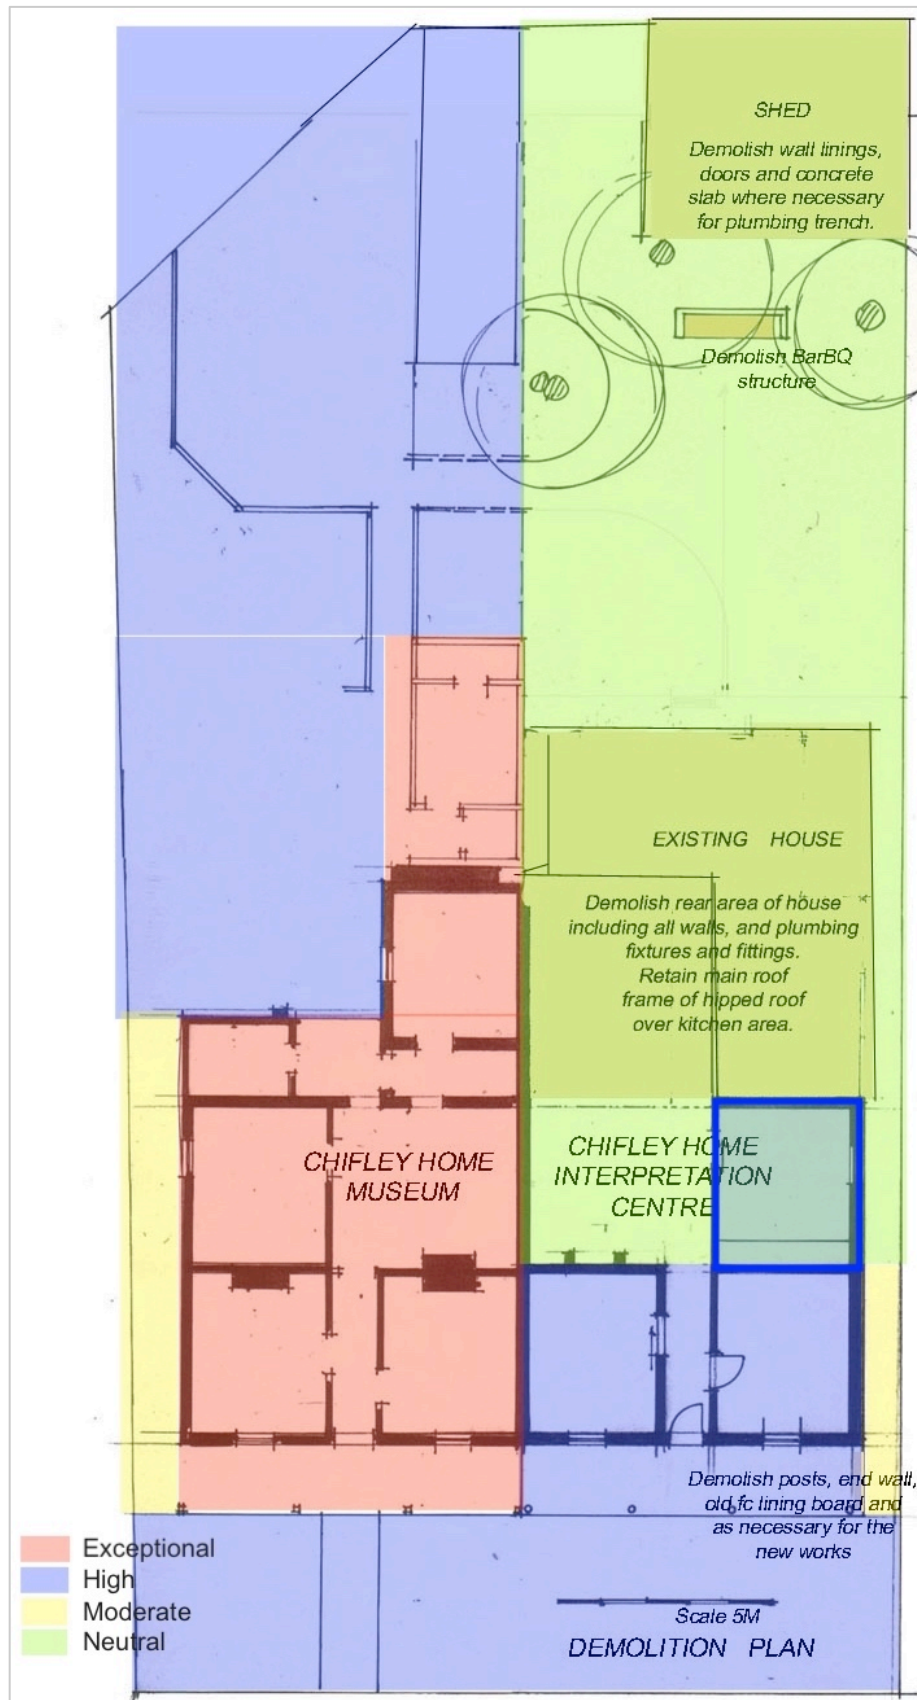 SHED
Demolish wall linings,
doors and concrete
slab where necessary
for plumbing trench.
Demolish BarBQ
structure
EXISTING HOUSE
Demolish rear area of house
including all walls, and plumbing
fixtures and fittings.
Retain main roof
frame of hipped roof
over kitchen area.
CHIFLEY HOME
MUSEUM
CHIFLEY HOME
INTERPRETATION
CENTRE
Demolish posts, end wall,
old fc lining board and
as necessary for the
new works
Exceptional
High
Moderate
Neutral
Scale 5M
DEMOLITION PLAN